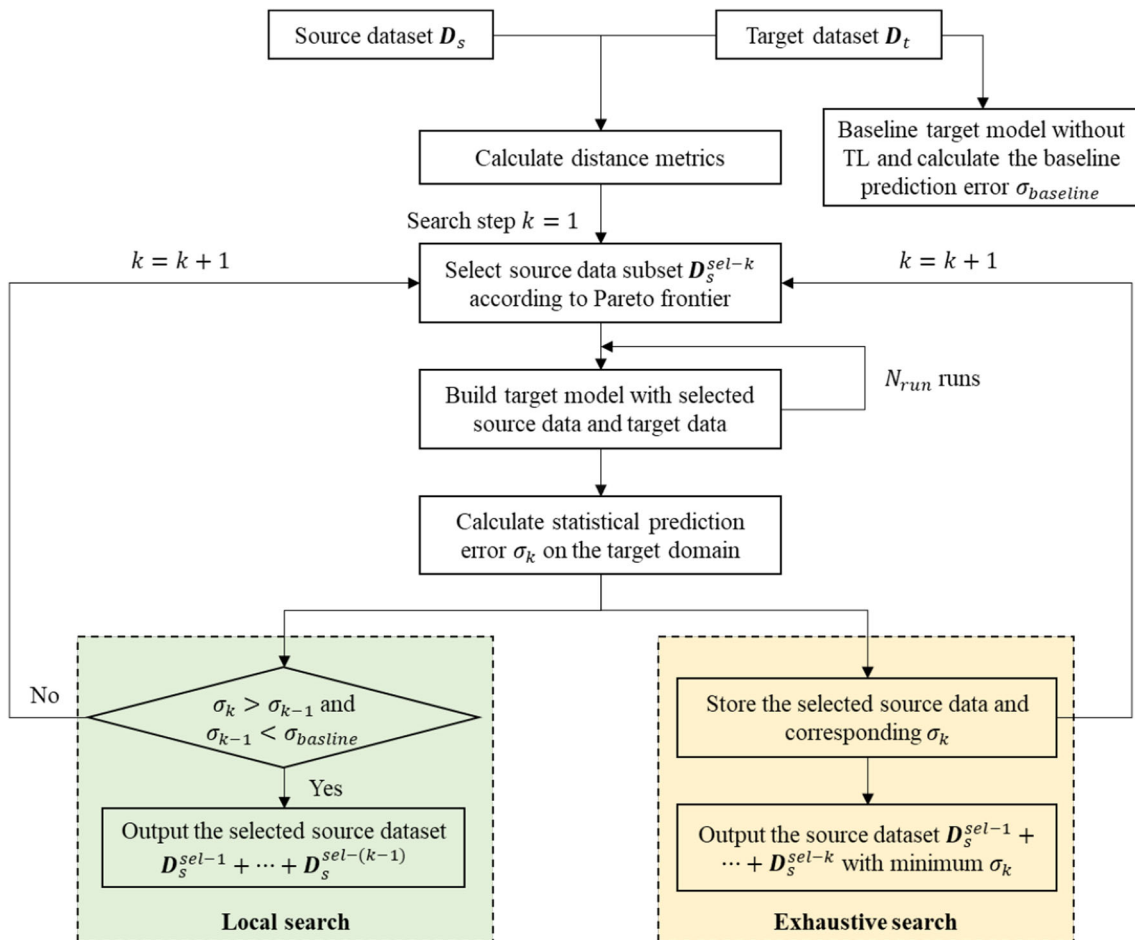 Source dataset D_s
Target dataset D_t
Baseline target model without
TL and calculate the baseline
prediction error σ_baseline
Calculate distance metrics
Search step k = 1
k = k + 1
k = k + 1
Select source data subset D_s^{sel-k}
according to Pareto frontier
N_run runs
Build target model with selected
source data and target data
Calculate statistical prediction
error σ_k on the target domain
No
σ_k > σ_{k-1} and
σ_{k-1} < σ_basline
Yes
Output the selected source dataset
D_s^{sel-1} + ⋯ + D_s^{sel-(k-1)}
Local search
Store the selected source data and
corresponding σ_k
Output the source dataset D_s^{sel-1} +
⋯ + D_s^{sel-k} with minimum σ_k
Exhaustive search